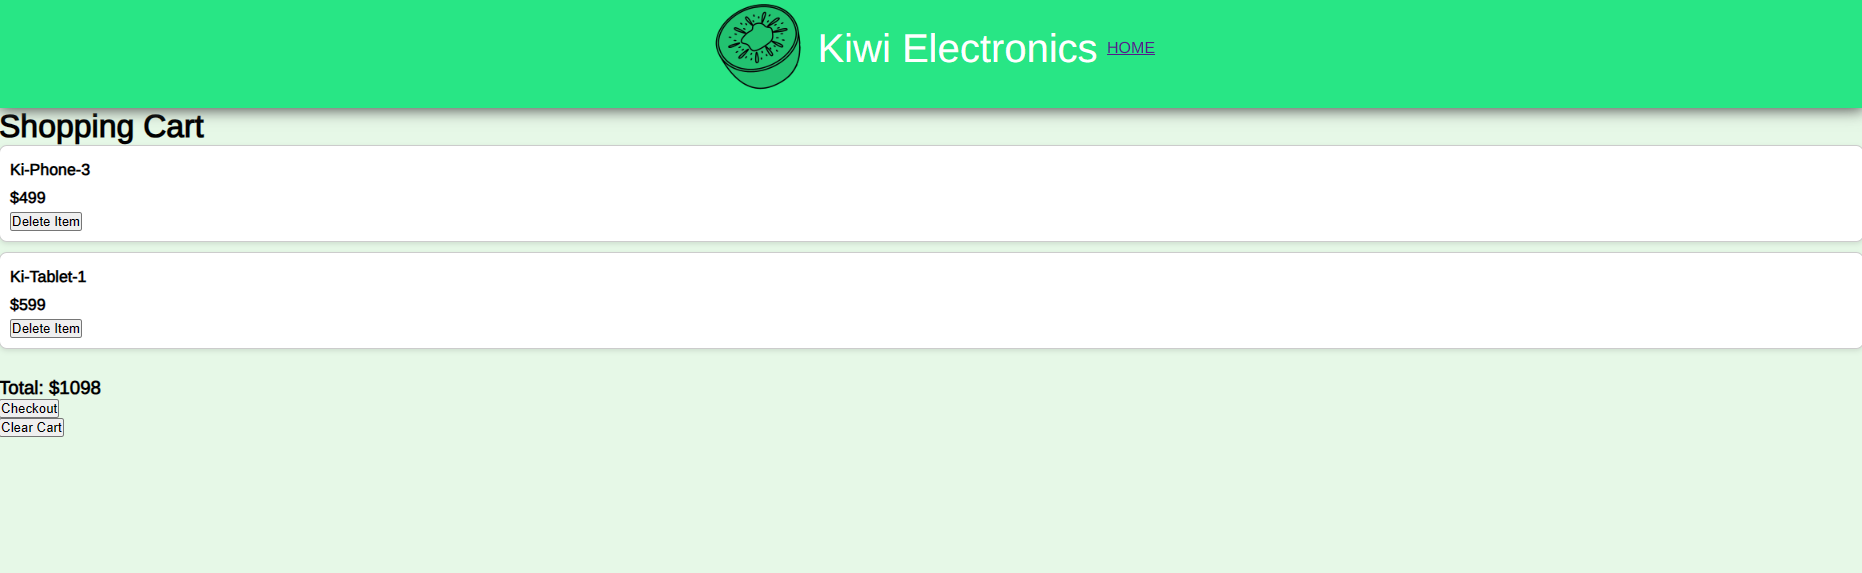 Kiwi Electronics HOME
Shopping Cart
Ki-Phone-3
$499
Delete Item
Ki-Tablet-1
$599
Delete Item
Total: $1098
Checkout
Clear Cart